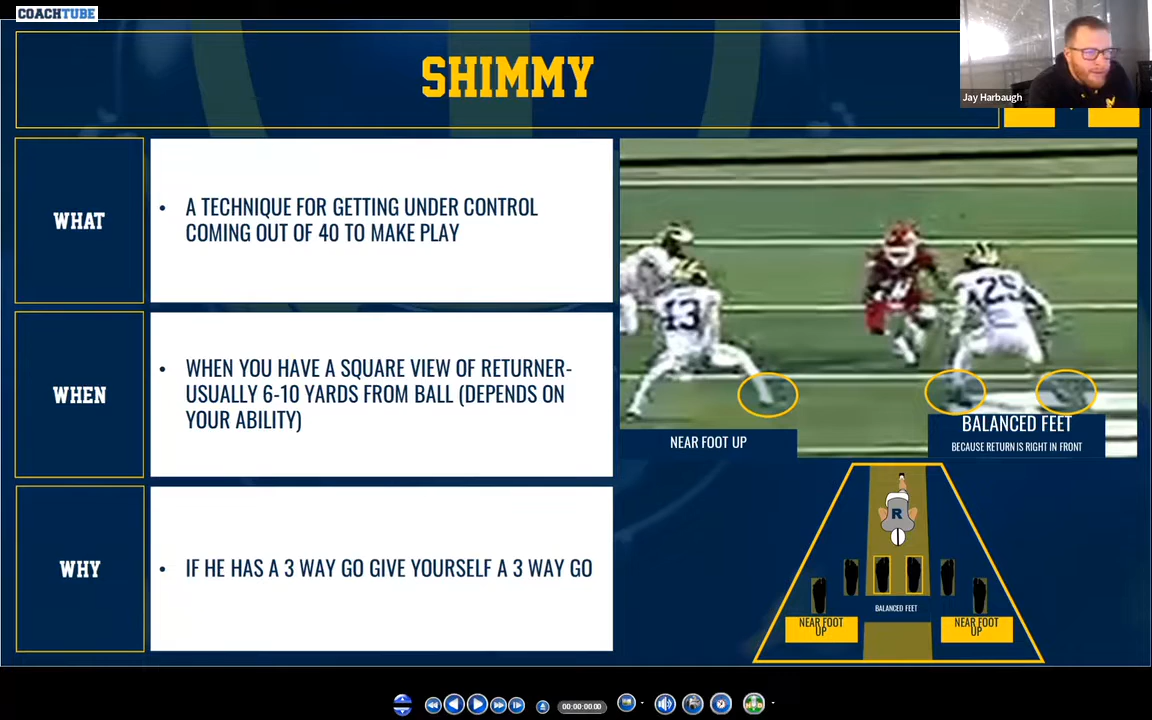 COACHTUBE
SHIMMY
Jay Harbaugh
WHAT
• A TECHNIQUE FOR GETTING UNDER CONTROL
COMING OUT OF 40 TO MAKE PLAY
WHEN
• WHEN YOU HAVE A SQUARE VIEW OF RETURNER-
USUALLY 6-10 YARDS FROM BALL (DEPENDS ON
YOUR ABILITY)
WHY
• IF HE HAS A 3 WAY GO GIVE YOURSELF A 3 WAY GO
13
25
NEAR FOOT UP
BALANCED FEET
BECAUSE RETURN IS RIGHT IN FRONT
R
BALANCED FEET
NEAR FOOT
UP
NEAR FOOT
UP
00:00:00:00